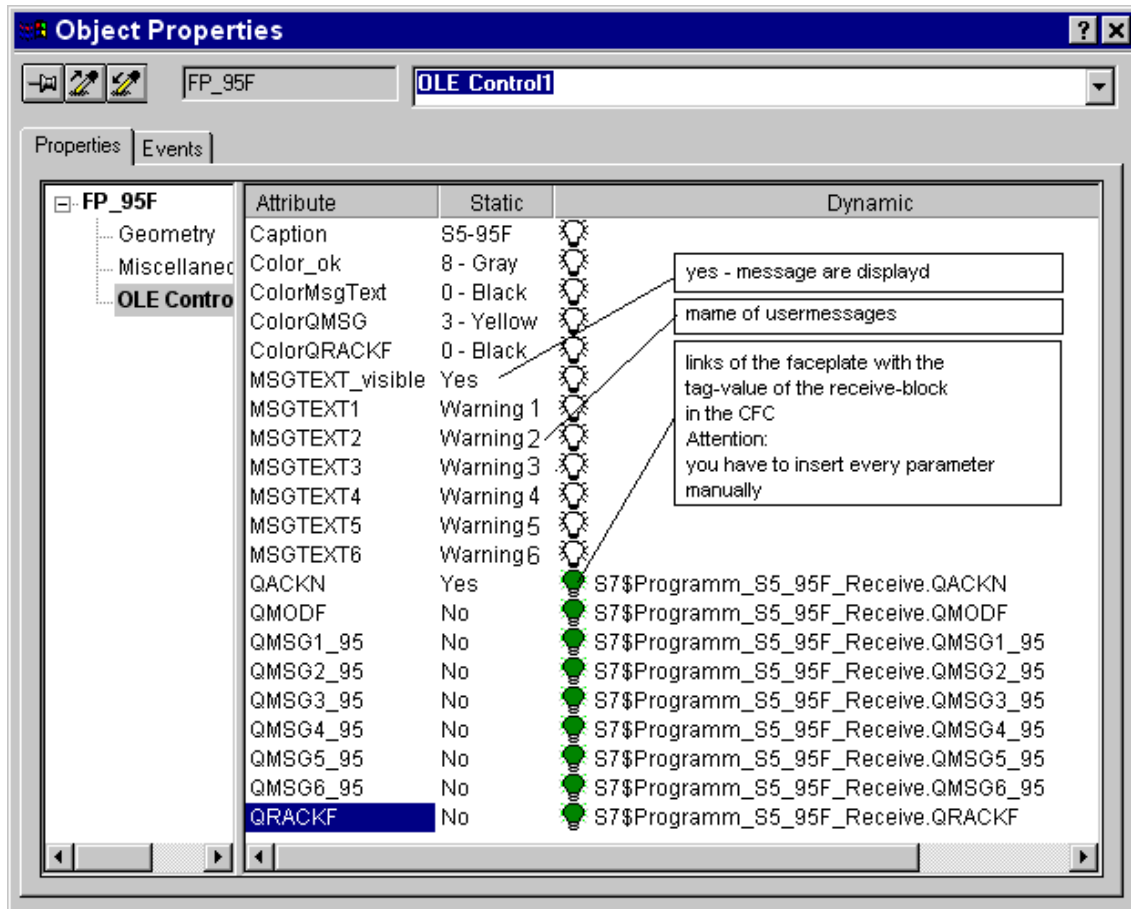 Object Properties
FP_95F
OLE Control1
Properties Events
FP_95F
Geometry
Miscellanec
OLE Contro
Attribute Static Dynamic
Caption S5-95F
Color_ok 8 - Gray
ColorMsgText 0 - Black
ColorQMSG 3 - Yellow
ColorQRACKF 0 - Black
MSGTEXT_visible Yes
MSGTEXT1 Warning 1
MSGTEXT2 Warning 2
MSGTEXT3 Warning 3
MSGTEXT4 Warning 4
MSGTEXT5 Warning 5
MSGTEXT6 Warning 6
QACKN Yes S7$Programm_S5_95F_Receive.QACKN
QMODF No S7$Programm_S5_95F_Receive.QMODF
QMSG1_95 No S7$Programm_S5_95F_Receive.QMSG1_95
QMSG2_95 No S7$Programm_S5_95F_Receive.QMSG2_95
QMSG3_95 No S7$Programm_S5_95F_Receive.QMSG3_95
QMSG4_95 No S7$Programm_S5_95F_Receive.QMSG4_95
QMSG5_95 No S7$Programm_S5_95F_Receive.QMSG5_95
QMSG6_95 No S7$Programm_S5_95F_Receive.QMSG6_95
QRACKF No S7$Programm_S5_95F_Receive.QRACKF
yes - message are displayd
mame of usermessages
links of the faceplate with the
tag-value of the receive-block
in the CFC
Attention:
you have to insert every parameter
manually